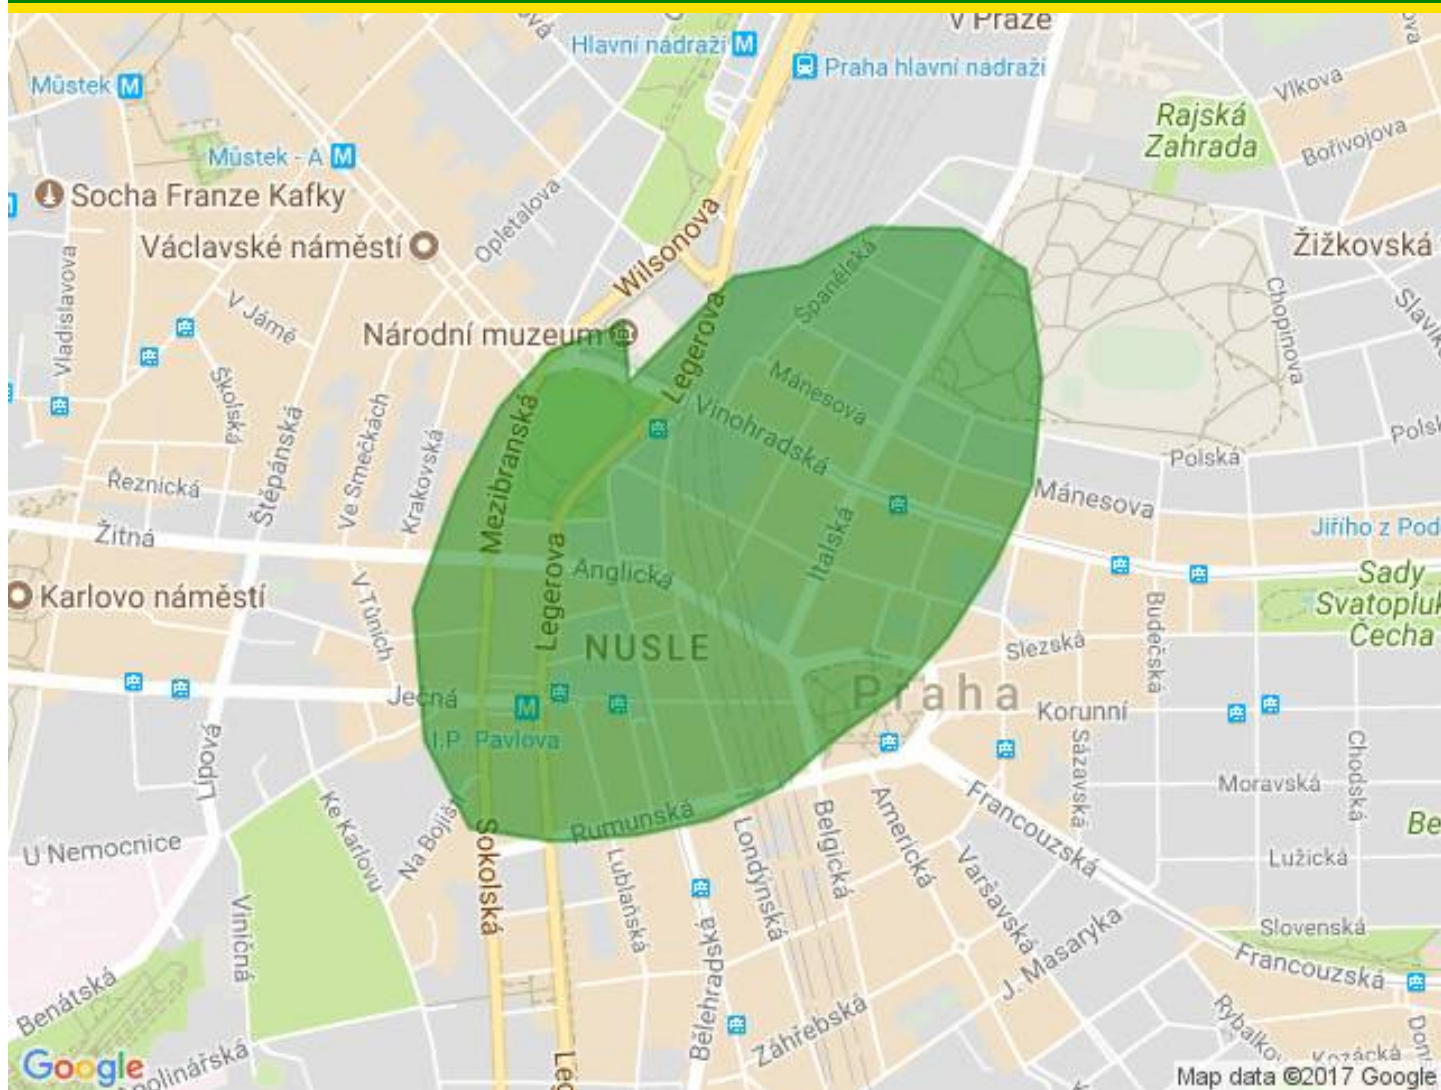 v Praze
Hlavní nádraží
Praha hlavní nádraží
Můstek
Vlkova
Rajská
Zahrada
Bořivojova
Můstek - A
Socha Franze Kafky
Opletalova
Wilsonova
Václavské náměstí
Žižkovská
Španělská
Chopinova
Vladislavova
V Jámě
Národní muzeum
Legerova
Mánesova
Školská
Ve Smečkách
Mezibranská
Vinohradská
Štěpánská
Krakovská
Polská
Řeznická
Mánesova
Žitná
Jiřího z Pod
Italská
Anglická
Legerova
Karlovo náměstí
V Tůních
Sady
Svatopluk
Čecha
Budečská
Slezská
NUSLE
Praha
Ječná
Korunní
I.P. Pavlova
Sázavská
Chodská
Lípová
Moravská
Ke Karlovu
Na Bojišti
Rumunská
Francouzská
Be
U Nemocnice
Sokolská
Londýnská
Belgická
Americká
Lužická
Lublaňská
Varšavská
Viničná
Bělehradská
J. Masaryka
Slovenská
Francouzská
Benátská
Záhřebská
Google
Apolinářská
Leg
Kozácká
Map data ©2017 Google